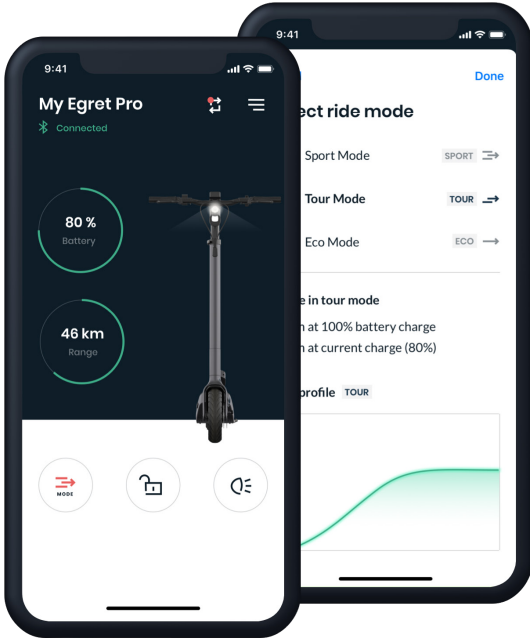 9:41
My Egret Pro
Connected
80 %
Battery
46 km
Range
MODE
9:41
Done
ride mode
Sport Mode
SPORT
Tour Mode
TOUR
Eco Mode
ECO
in tour mode
at 100% battery charge
at current charge (80%)
profile TOUR